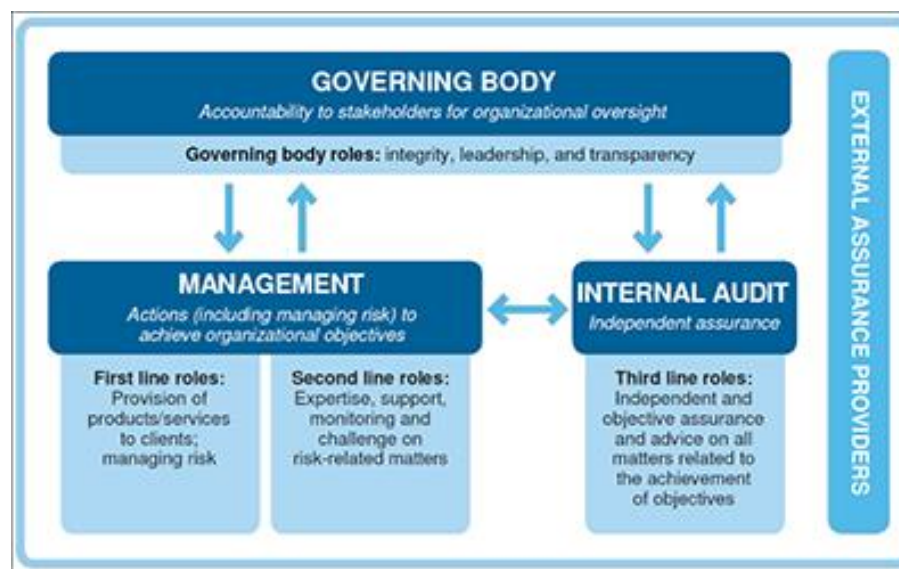 GOVERNING BODY
Accountability to stakeholders for organizational oversight
Governing body roles: integrity, leadership, and transparency
MANAGEMENT
Actions (including managing risk) to
achieve organizational objectives
First line roles:
Provision of
products/services
to clients;
managing risk
Second line roles:
Expertise, support,
monitoring and
challenge on
risk-related matters
INTERNAL AUDIT
Independent assurance
Third line roles:
Independent and
objective assurance
and advice on all
matters related to
the achievement
of objectives
EXTERNAL ASSURANCE PROVIDERS